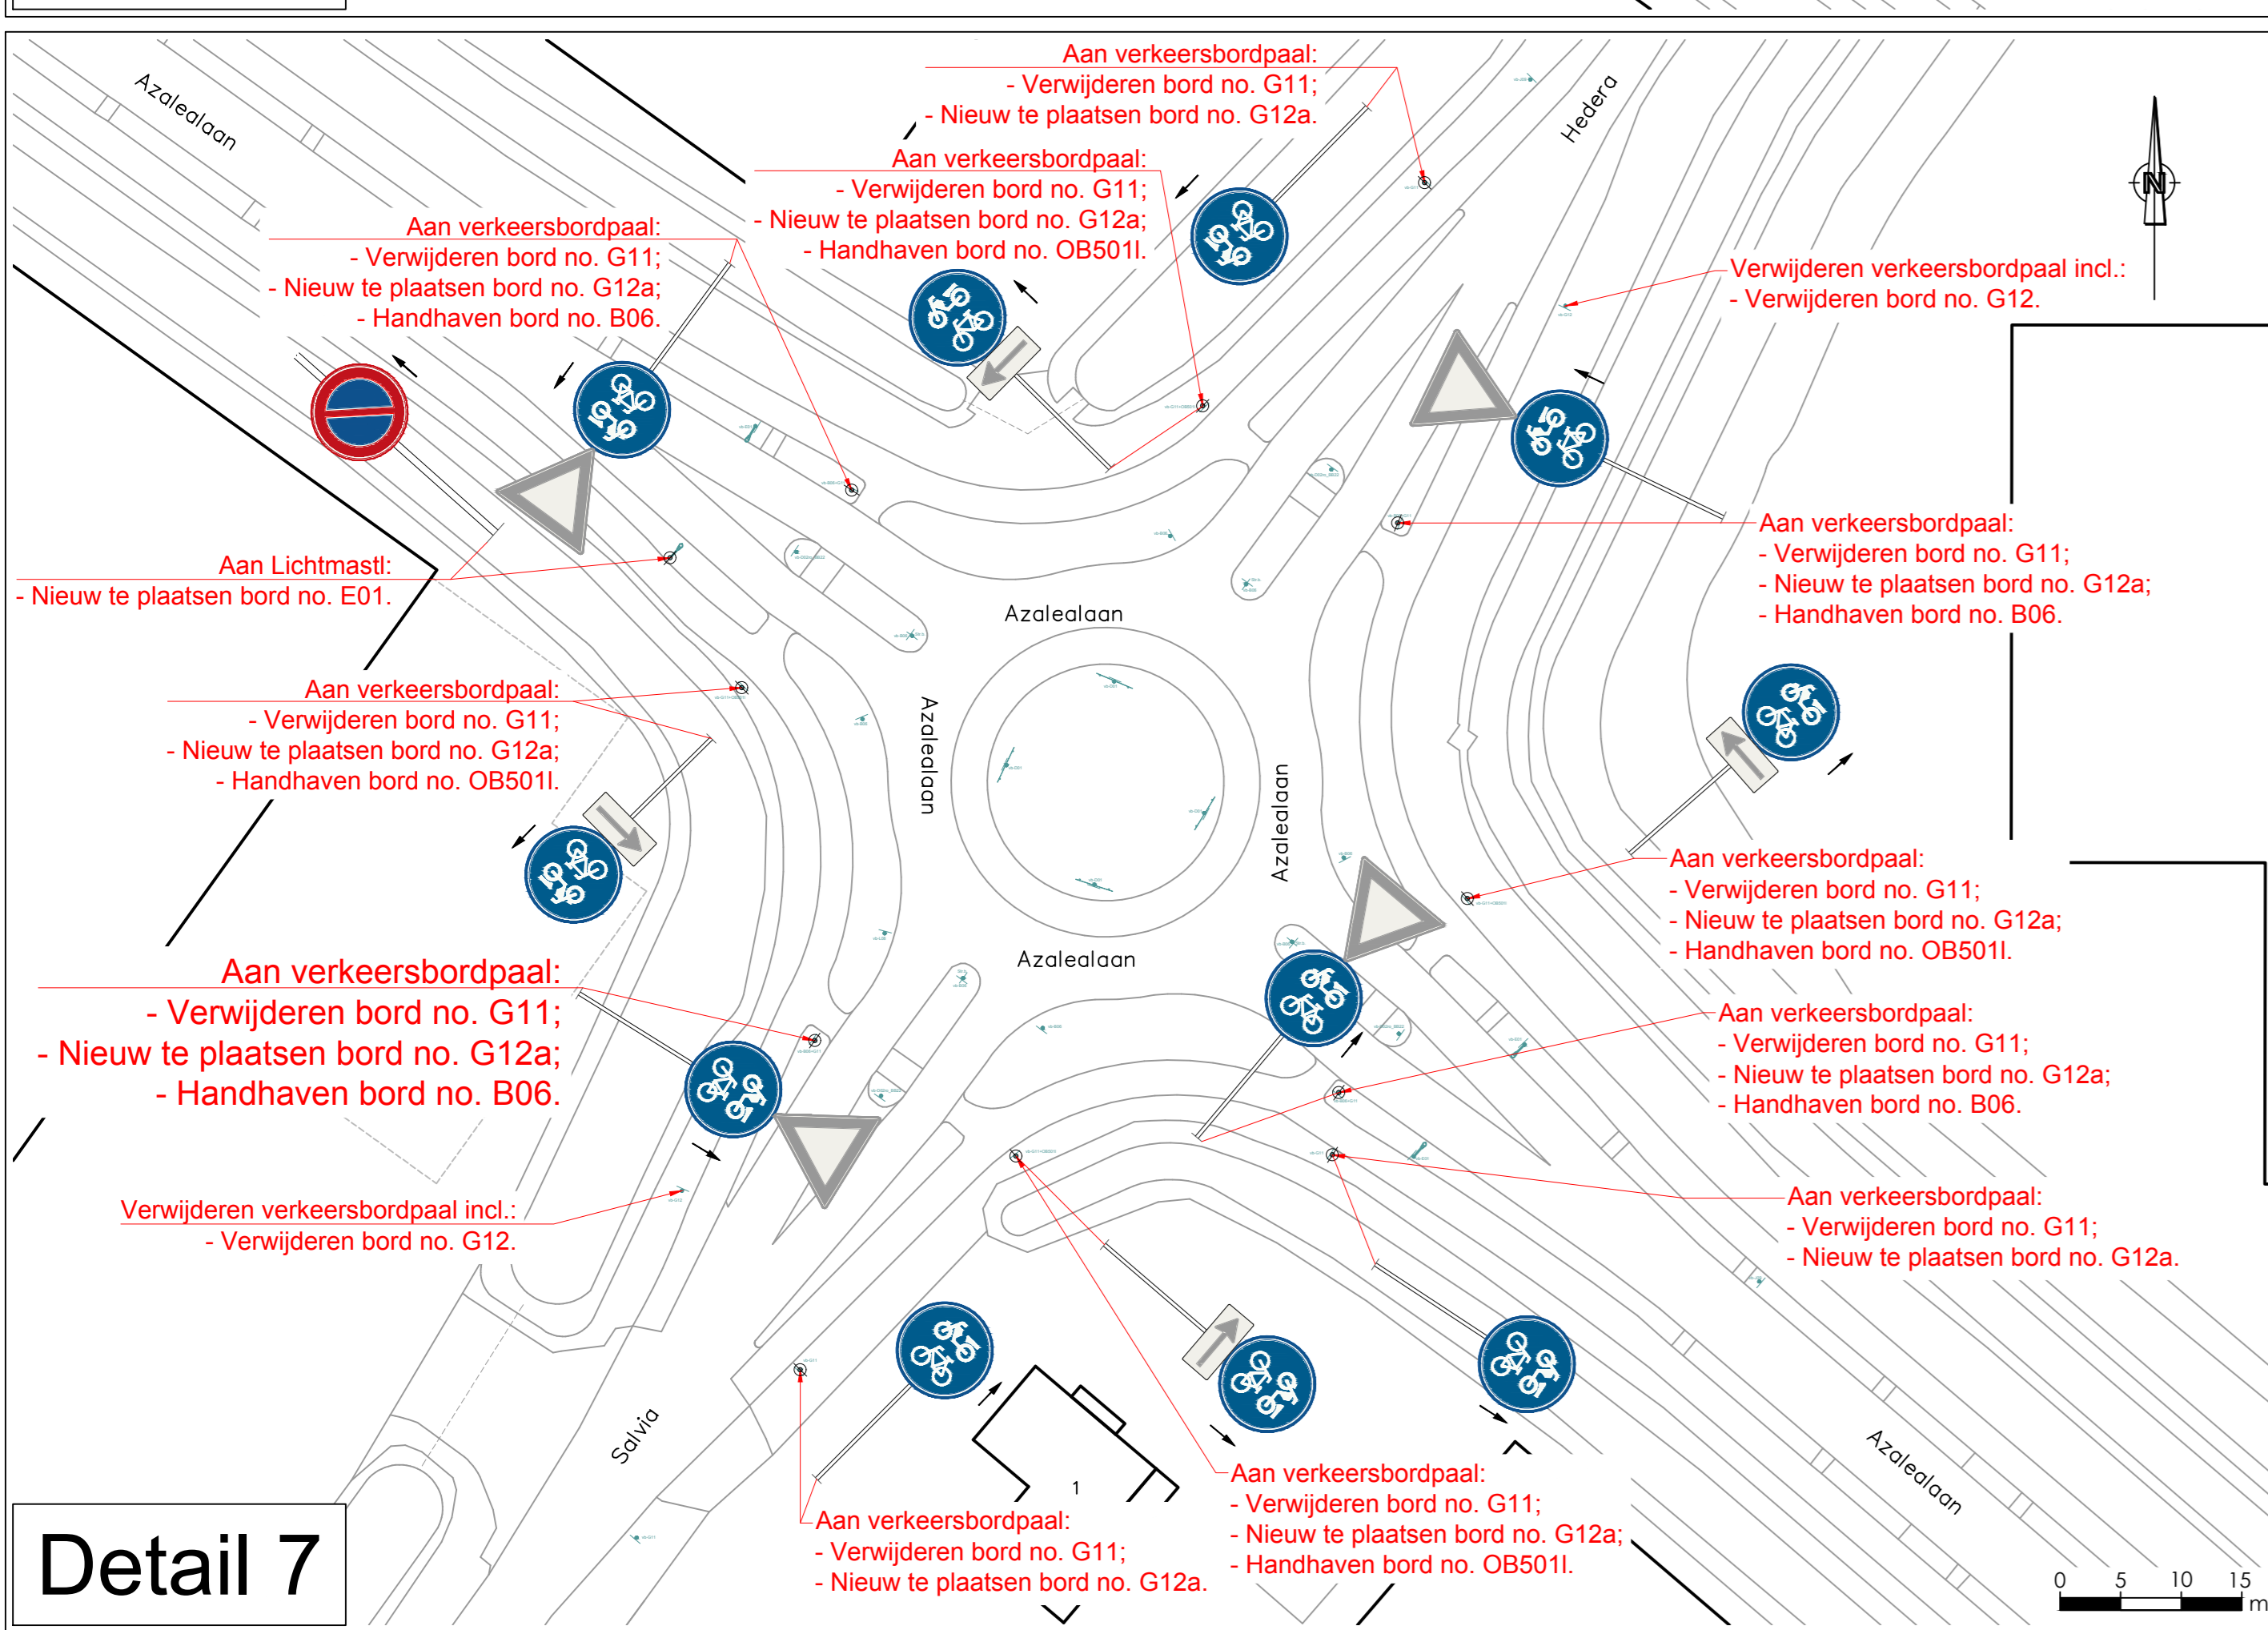 Azalealaan
Hedera
N
Aan verkeersbordpaal:
- Verwijderen bord no. G11;
- Nieuw te plaatsen bord no. G12a.
Aan verkeersbordpaal:
- Verwijderen bord no. G11;
- Nieuw te plaatsen bord no. G12a;
- Handhaven bord no. OB501l.
Aan verkeersbordpaal:
- Verwijderen bord no. G11;
- Nieuw te plaatsen bord no. G12a;
- Handhaven bord no. B06.
Verwijderen verkeersbordpaal incl.:
- Verwijderen bord no. G12.
Aan verkeersbordpaal:
- Verwijderen bord no. G11;
- Nieuw te plaatsen bord no. G12a;
- Handhaven bord no. B06.
Aan Lichtmastl:
- Nieuw te plaatsen bord no. E01.
Azalealaan
Azalealaan
Azalealaan
Azalealaan
Aan verkeersbordpaal:
- Verwijderen bord no. G11;
- Nieuw te plaatsen bord no. G12a;
- Handhaven bord no. OB501l.
Aan verkeersbordpaal:
- Verwijderen bord no. G11;
- Nieuw te plaatsen bord no. G12a;
- Handhaven bord no. OB501l.
Aan verkeersbordpaal:
- Verwijderen bord no. G11;
- Nieuw te plaatsen bord no. G12a;
- Handhaven bord no. B06.
Aan verkeersbordpaal:
- Verwijderen bord no. G11;
- Nieuw te plaatsen bord no. G12a;
- Handhaven bord no. B06.
Verwijderen verkeersbordpaal incl.:
- Verwijderen bord no. G12.
Aan verkeersbordpaal:
- Verwijderen bord no. G11;
- Nieuw te plaatsen bord no. G12a.
Salvia
Azalealaan
1
Aan verkeersbordpaal:
- Verwijderen bord no. G11;
- Nieuw te plaatsen bord no. G12a;
- Handhaven bord no. OB501l.
Aan verkeersbordpaal:
- Verwijderen bord no. G11;
- Nieuw te plaatsen bord no. G12a.
Detail 7
0 5 10 15 m